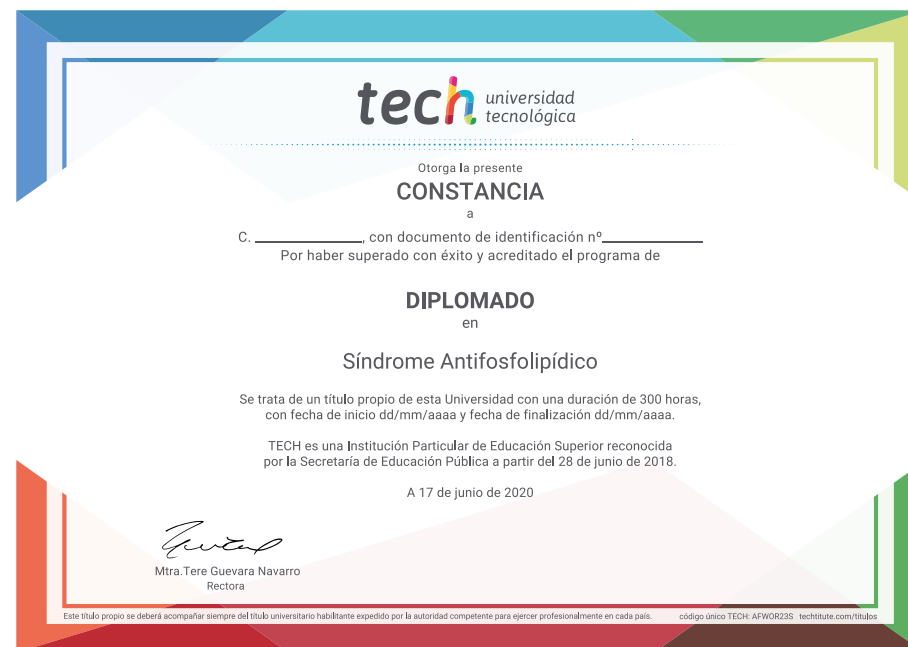 tech universidad
tecnológica
Otorga la presente
CONSTANCIA
a
C. ____________, con documento de identificación nº____________
Por haber superado con éxito y acreditado el programa de
DIPLOMADO
en
Síndrome Antifosfolipídico
Se trata de un título propio de esta Universidad con una duración de 300 horas,
con fecha de inicio dd/mm/aaaa y fecha de finalización dd/mm/aaaa.
TECH es una Institución Particular de Educación Superior reconocida
por la Secretaría de Educación Pública a partir del 28 de junio de 2018.
A 17 de junio de 2020
Mtra.Tere Guevara Navarro
Rectora
Este título propio se deberá acompañar siempre del título universitario habilitante expedido por la autoridad competente para ejercer profesionalmente en cada país. código único TECH: AFWOR23S techtitute.com/titulos